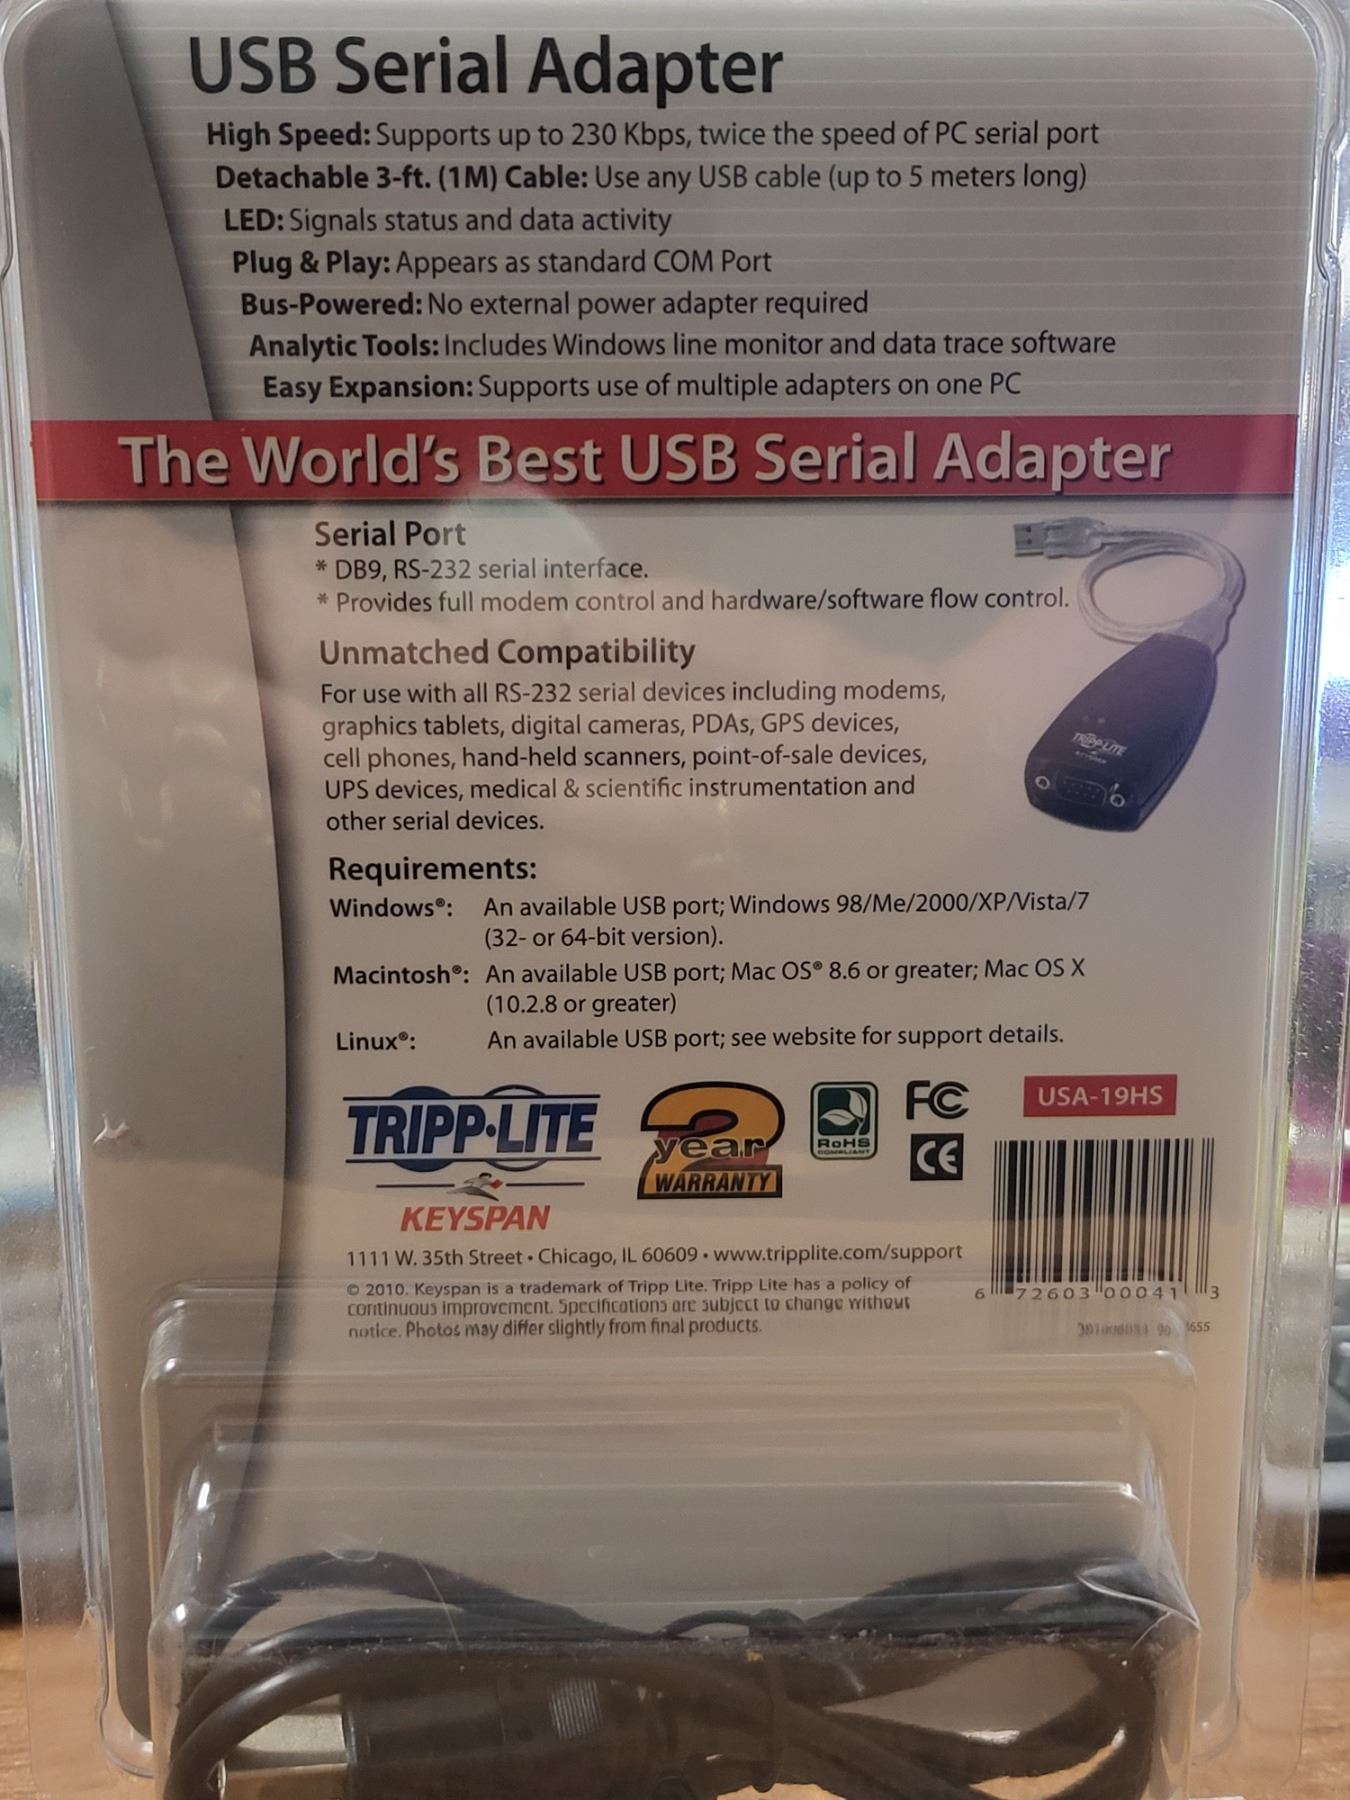 USB Serial Adapter
High Speed: Supports up to 230 Kbps, twice the speed of PC serial port
Detachable 3-ft. (1M) Cable: Use any USB cable (up to 5 meters long)
LED: Signals status and data activity
Plug & Play: Appears as standard COM Port
Bus-Powered: No external power adapter required
Analytic Tools: Includes Windows line monitor and data trace software
Easy Expansion: Supports use of multiple adapters on one PC
The World's Best USB Serial Adapter
Serial Port
* DB9, RS-232 serial interface.
* Provides full modem control and hardware/software flow control.
Unmatched Compatibility
For use with all RS-232 serial devices including modems,
graphics tablets, digital cameras, PDAs, GPS devices,
cell phones, hand-held scanners, point-of-sale devices,
UPS devices, medical & scientific instrumentation and
other serial devices.
TRIPP·LITE
KEYSPAN
Requirements:
Windows®: An available USB port; Windows 98/Me/2000/XP/Vista/7
(32- or 64-bit version).
Macintosh®: An available USB port; Mac OS® 8.6 or greater; Mac OS X
(10.2.8 or greater)
Linux®: An available USB port; see website for support details.
TRIPP·LITE
KEYSPAN
2 year WARRANTY
RoHS
COMPLIANT
FC
CE
USA-19HS
1111 W. 35th Street • Chicago, IL 60609 • www.tripplite.com/support
© 2010. Keyspan is a trademark of Tripp Lite. Tripp Lite has a policy of
continuous improvement. Specifications are subject to change without
notice. Photos may differ slightly from final products.
6 72603 00041 3
655